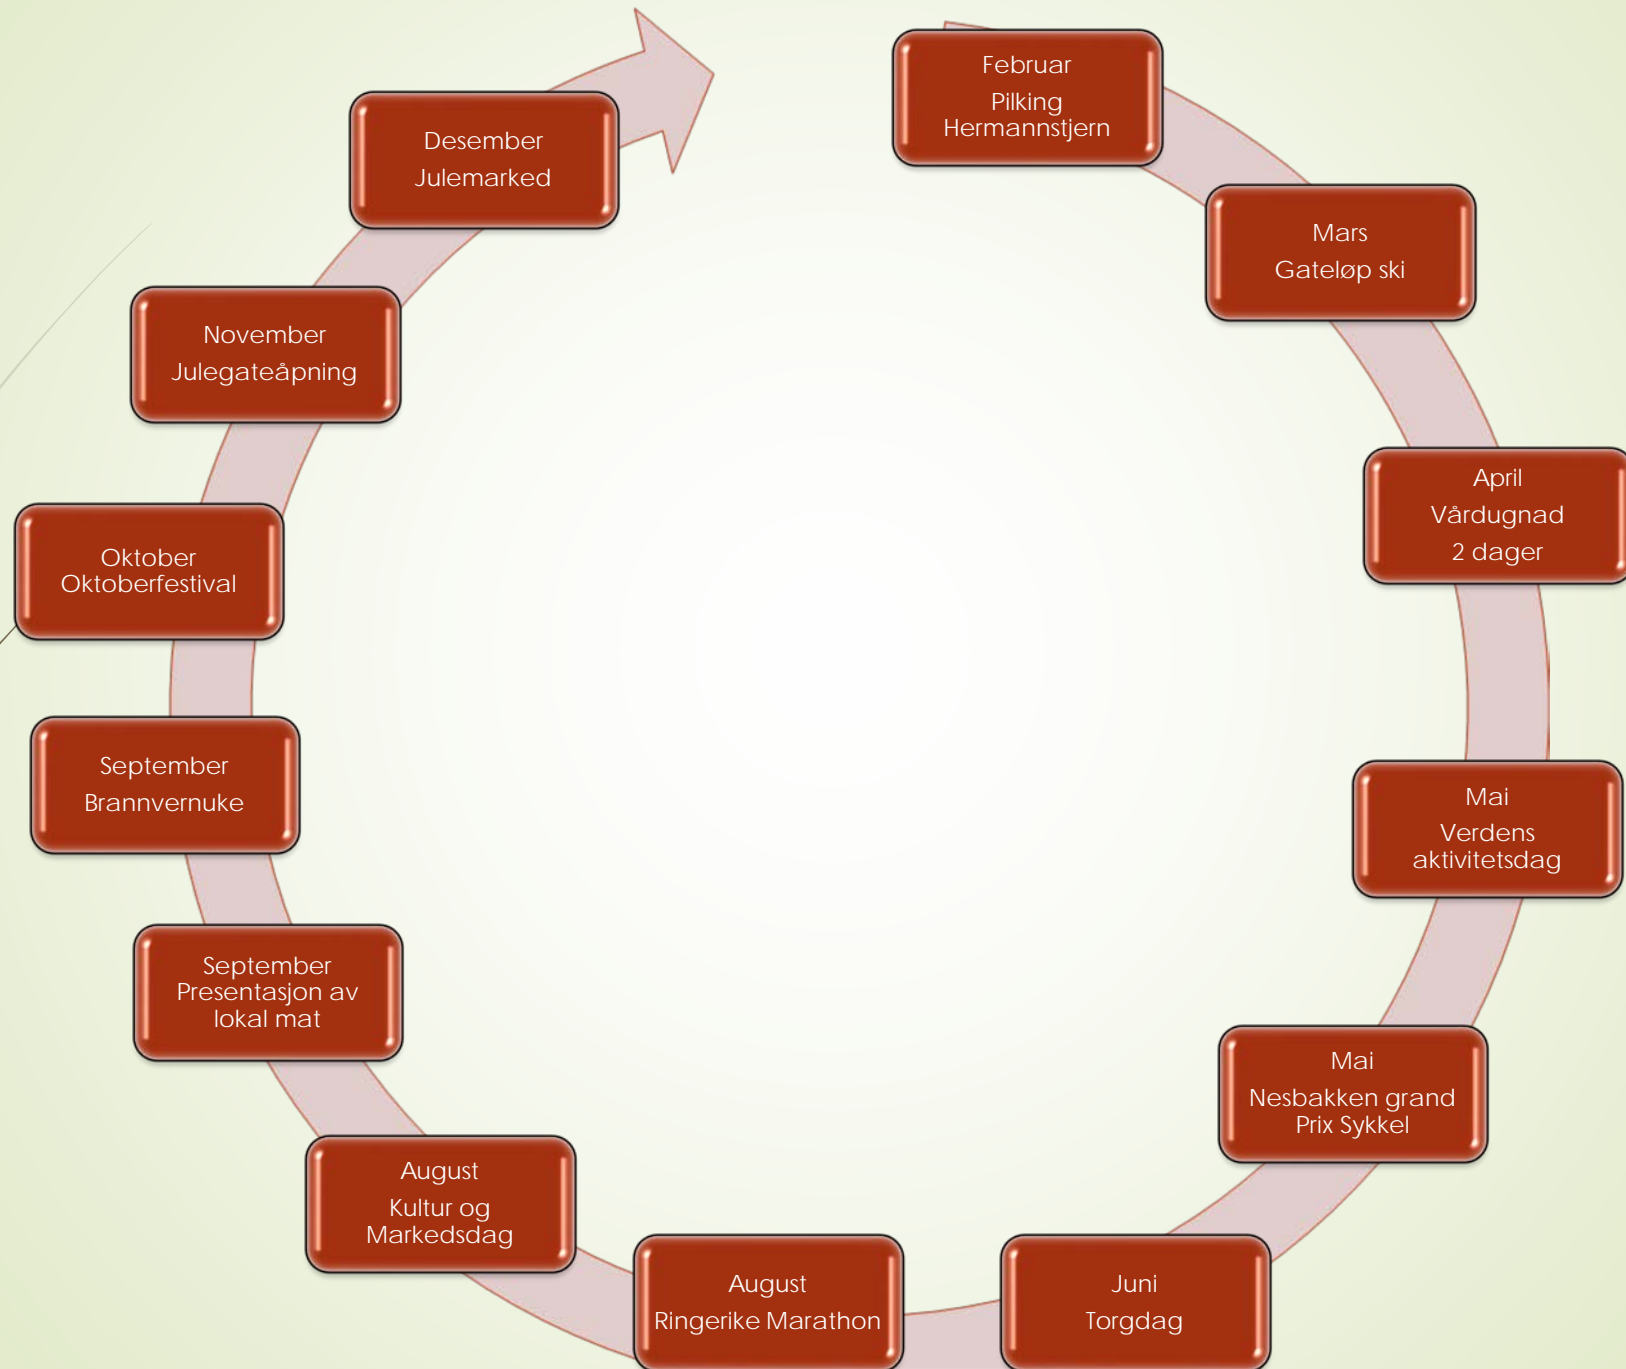 Februar
Pilking
Hermannstjern
Mars
Gateløp ski
April
Vårdugnad
2 dager
Mai
Verdens
aktivitetsdag
Mai
Nesbakken grand
Prix Sykkel
Juni
Torgdag
August
Ringerike Marathon
August
Kultur og
Markedsdag
September
Presentasjon av
lokal mat
September
Brannvernuke
Oktober
Oktoberfestival
November
Julegateåpning
Desember
Julemarked